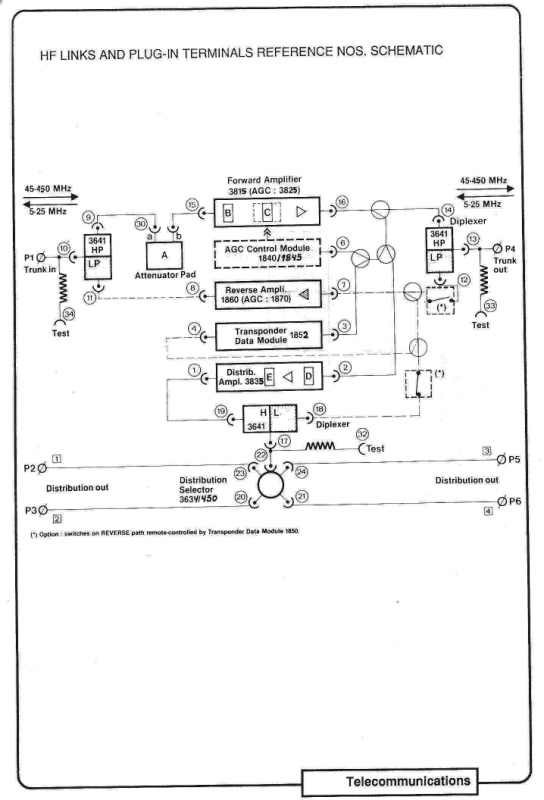 HF LINKS AND PLUG-IN TERMINALS REFERENCE NOS. SCHEMATIC
45-450 MHz
5-25 MHz
Forward Amplifier
3815 (AGC : 3825)
45-450 MHz
5-25 MHz
15
B
C
16
9
30
a
b
14
Diplexer
10
3641
HP
LP
A
Attenuator Pad
AGC Control Module
1840/1845
6
3641
HP
LP
13
P1
Trunk in
P4
Trunk
out
11
8
Reverse Ampli.
1860 (AGC : 1870)
7
12
(*)
34
Test
33
Test
4
Transponder
Data Module 1852
3
1
Distrib.
Ampl. 3835
E
D
2
(*)
19
H
L
3641
18
Diplexer
17
32
Test
22
1
3
P2
23
24
P5
Distribution out
Distribution
Selector
3634/450
Distribution out
20
21
P3
2
4
P6
(*) Option : switches on REVERSE path remote-controlled by Transponder Data Module 1850.
Telecommunications